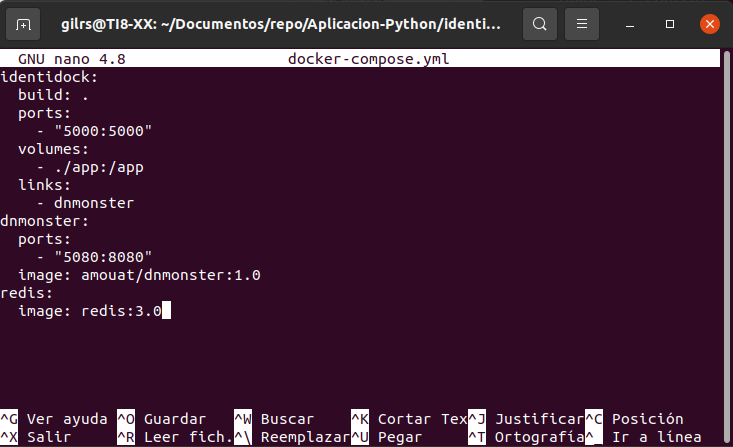 gilrs@TI8-XX: ~/Documentos/repo/Aplicacion-Python/identi...
GNU nano 4.8 docker-compose.yml
identidock:
  build: .
  ports:
    - "5000:5000"
  volumes:
    - ./app:/app
  links:
    - dnmonster
dnmonster:
  ports:
    - "5080:8080"
  image: amouat/dnmonster:1.0
redis:
  image: redis:3.0
^G Ver ayuda ^O Guardar ^W Buscar ^K Cortar Tex^J Justificar^C Posición
^X Salir ^R Leer fich.^\ Reemplazar^U Pegar ^T Ortografía^_ Ir a línea